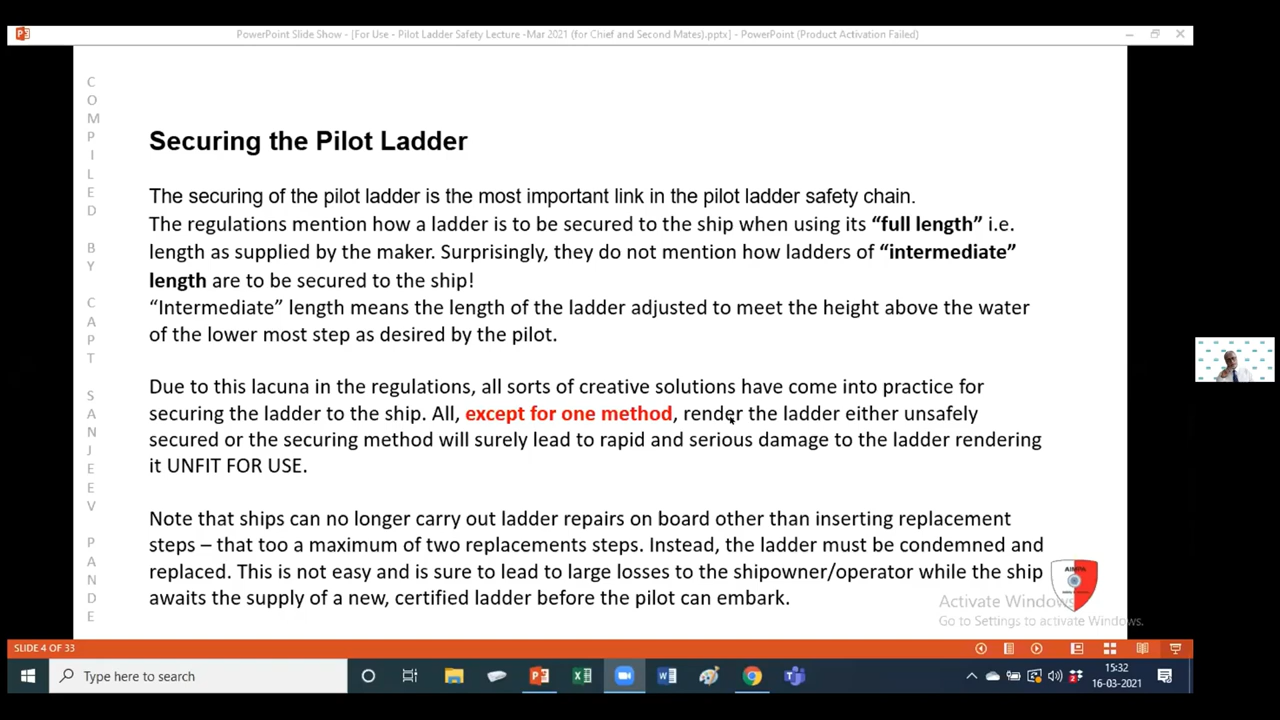 PowerPoint Slide Show - [For Use - Pilot Ladder Safety Lecture -Mar 2021 (for Chief and Second Mates).pptx] - PowerPoint (Product Activation Failed)
COMPILED BY CAPT SANJEEV PANDE
Securing the Pilot Ladder
The securing of the pilot ladder is the most important link in the pilot ladder safety chain.
The regulations mention how a ladder is to be secured to the ship when using its “full length” i.e.
length as supplied by the maker. Surprisingly, they do not mention how ladders of “intermediate”
length are to be secured to the ship!
“Intermediate” length means the length of the ladder adjusted to meet the height above the water
of the lower most step as desired by the pilot.
Due to this lacuna in the regulations, all sorts of creative solutions have come into practice for
securing the ladder to the ship. All, except for one method, render the ladder either unsafely
secured or the securing method will surely lead to rapid and serious damage to the ladder rendering
it UNFIT FOR USE.
Note that ships can no longer carry out ladder repairs on board other than inserting replacement
steps – that too a maximum of two replacements steps. Instead, the ladder must be condemned and
replaced. This is not easy and is sure to lead to large losses to the shipowner/operator while the ship
awaits the supply of a new, certified ladder before the pilot can embark.
AIMPA
Activate Windows
Go to Settings to activate Windows.
SLIDE 4 OF 33
Type here to search
15:32
16-03-2021